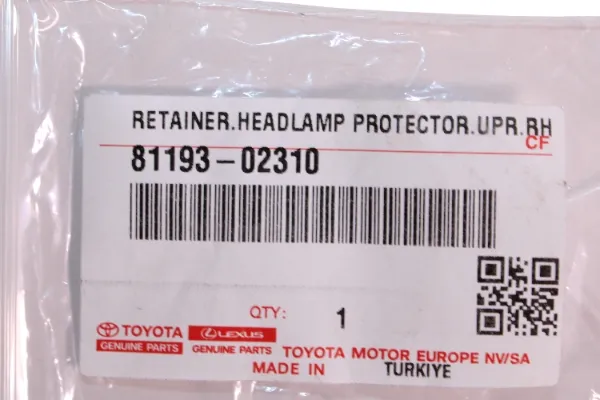 RETAINER.HEADLAMP PROTECTOR.UPR.RH
CF
81193-02310
QTY: 1
TOYOTA LEXUS
GENUINE PARTS GENUINE PARTS TOYOTA MOTOR EUROPE NV/SA
MADE IN TURKIYE